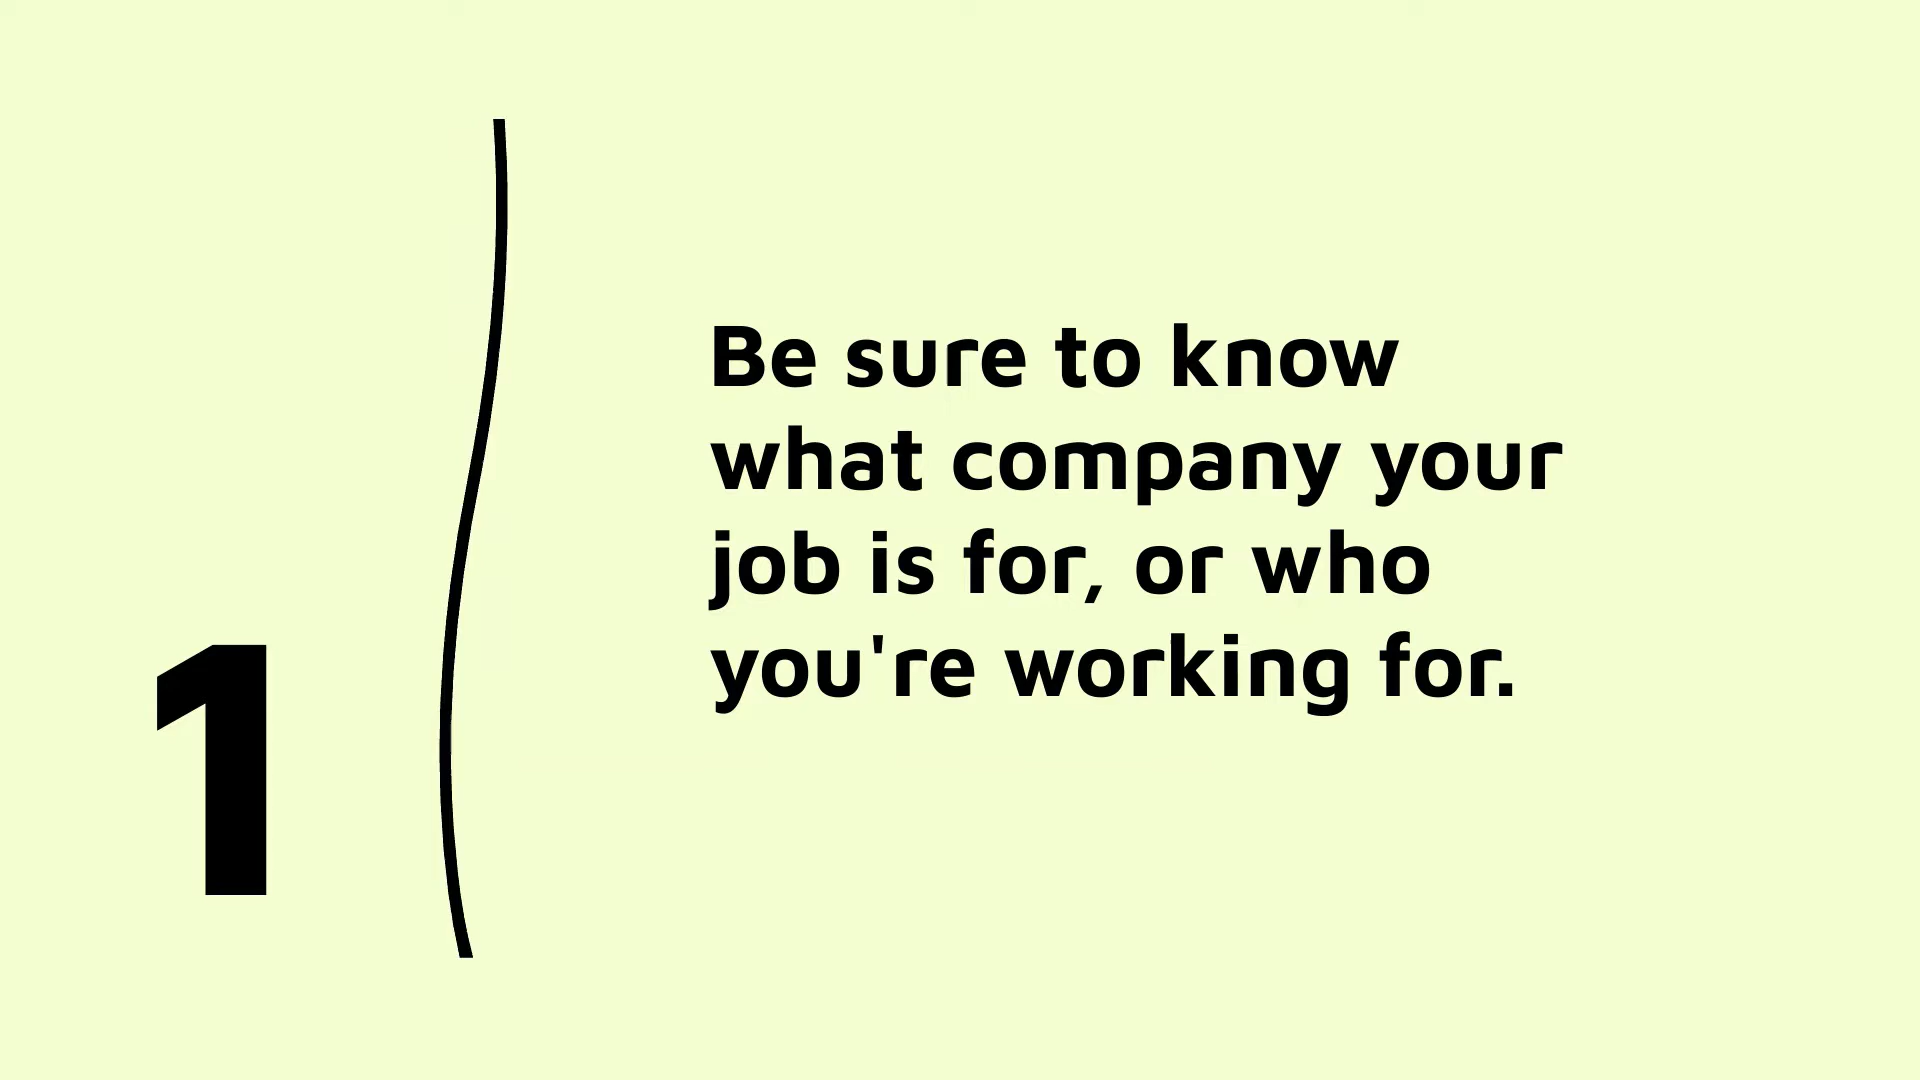 1
Be sure to know
what company your
job is for, or who
you're working for.